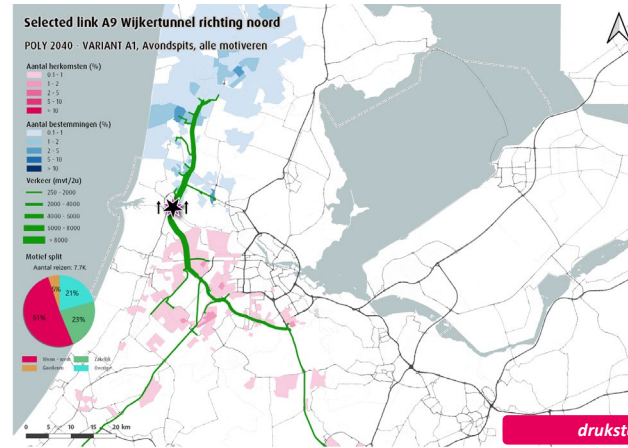 Selected link A9 Wijkertunnel richting noord
POLY 2040 - VARIANT A1, Avondspits, alle motiveren
Aantal herkomsten (%)
0.1 - 1
1 - 2
2 - 5
5 - 10
> 10
Aantal bestemmingen (%)
0.1 - 1
1 - 2
2 - 5
5 - 10
> 10
Verkeer (mvt/2u)
250 - 2000
2000 - 4000
4000 - 6000
6000 - 8000
> 8000
Motief split
Aantal reizen: 7.7K
21%
23%
Woon - werk
Zakelijk
Goederen
Overige
0 5 10 15 20 km
drukste